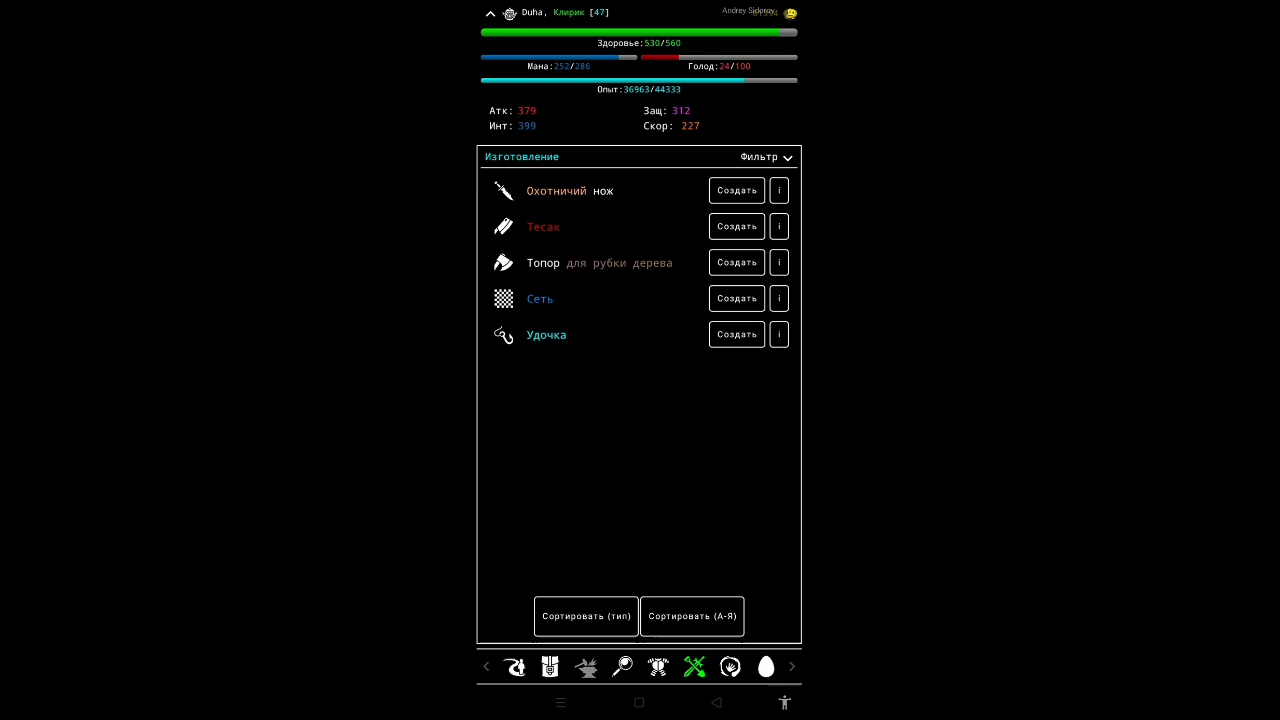 Duha, Клирик [47]
Andrey Sidorov
Здоровье:530/560
Мана:252/286
Голод:24/100
Опыт:36963/44333
Атк: 379
Защ: 312
Инт: 399
Скор: 227
Изготовление
Фильтр
Охотничий нож
Создать i
Тесак
Создать i
Топор для рубки дерева
Создать i
Сеть
Создать i
Удочка
Создать i
Сортировать (тип)
Сортировать (А-Я)